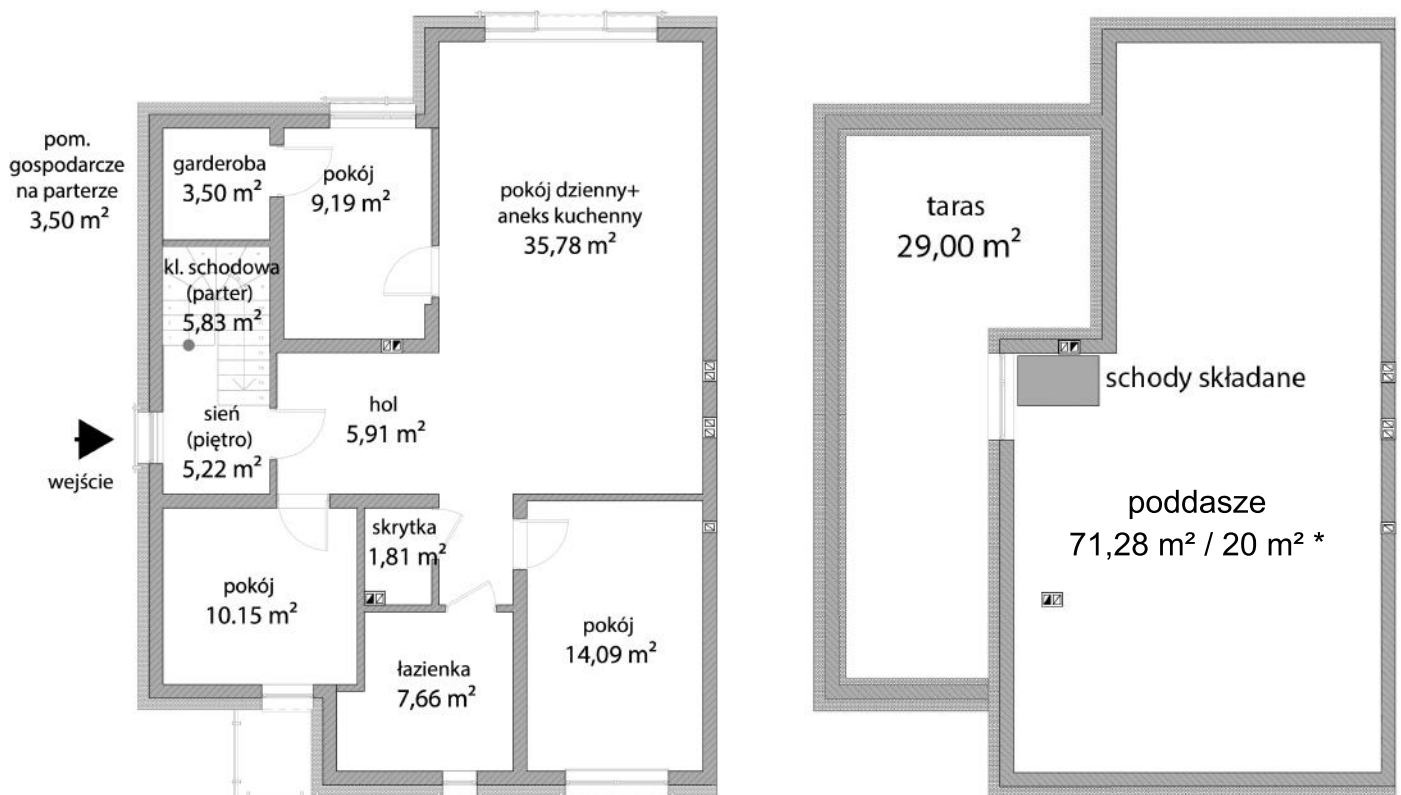 pom.
gospodarcze
na parterze
3,50 m²
garderoba
3,50 m²
pokój
9,19 m²
pokój dzienny+
aneks kuchenny
35,78 m²
kl. schodowa
(parter)
5,83 m²
sień
(piętro)
5,22 m²
hol
5,91 m²
wejście
skrytka
1,81 m²
pokój
10.15 m²
łazienka
7,66 m²
pokój
14,09 m²
taras
29,00 m²
schody składane
poddasze
71,28 m² / 20 m² *